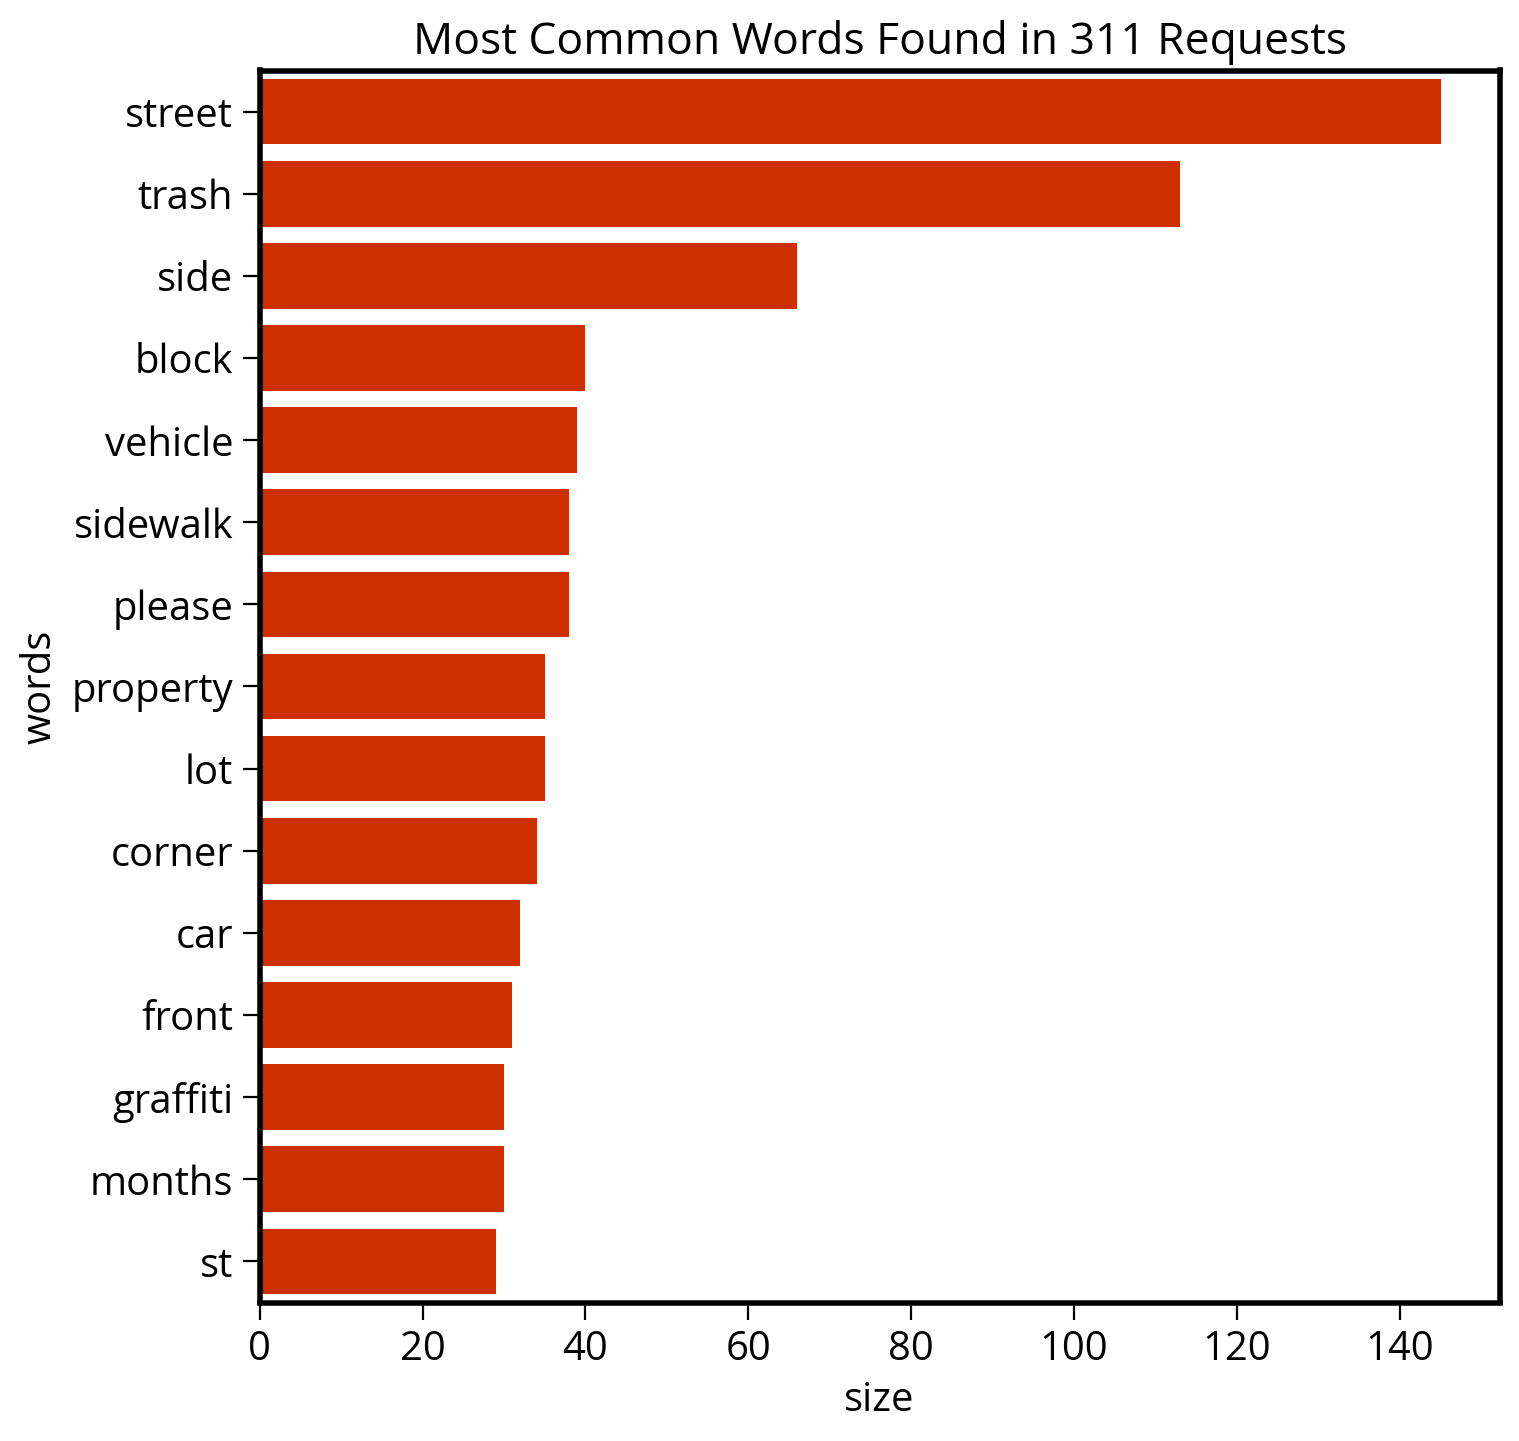 Most Common Words Found in 311 Requests
street
trash
side
block
vehicle
sidewalk
please
property
lot
corner
car
front
graffiti
months
st
words
0 20 40 60 80 100 120 140
size